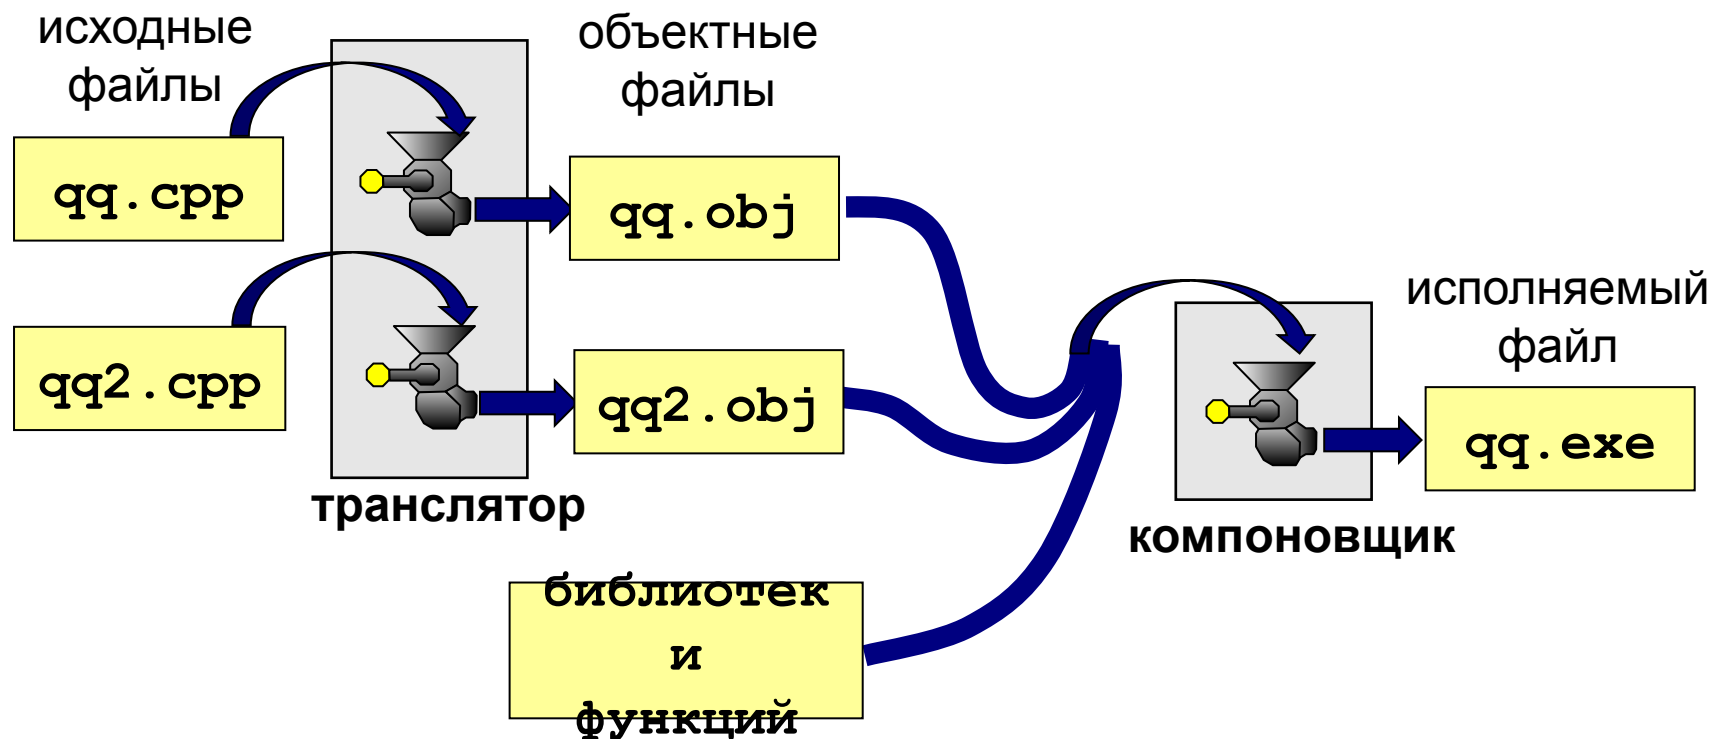 исходные
файлы
объектные
файлы
qq.cpp
qq.obj
qq2.cpp
qq2.obj
исполняемый
файл
qq.exe
транслятор
компоновщик
библиотек
и
функций